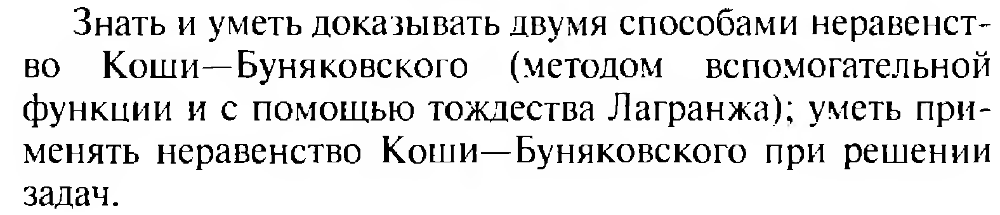 Знать и уметь доказывать двумя способами неравенст-
во Коши—Буняковского (методом вспомогательной
функции и с помощью тождества Лагранжа); уметь при-
менять неравенство Коши—Буняковского при решении
задач.